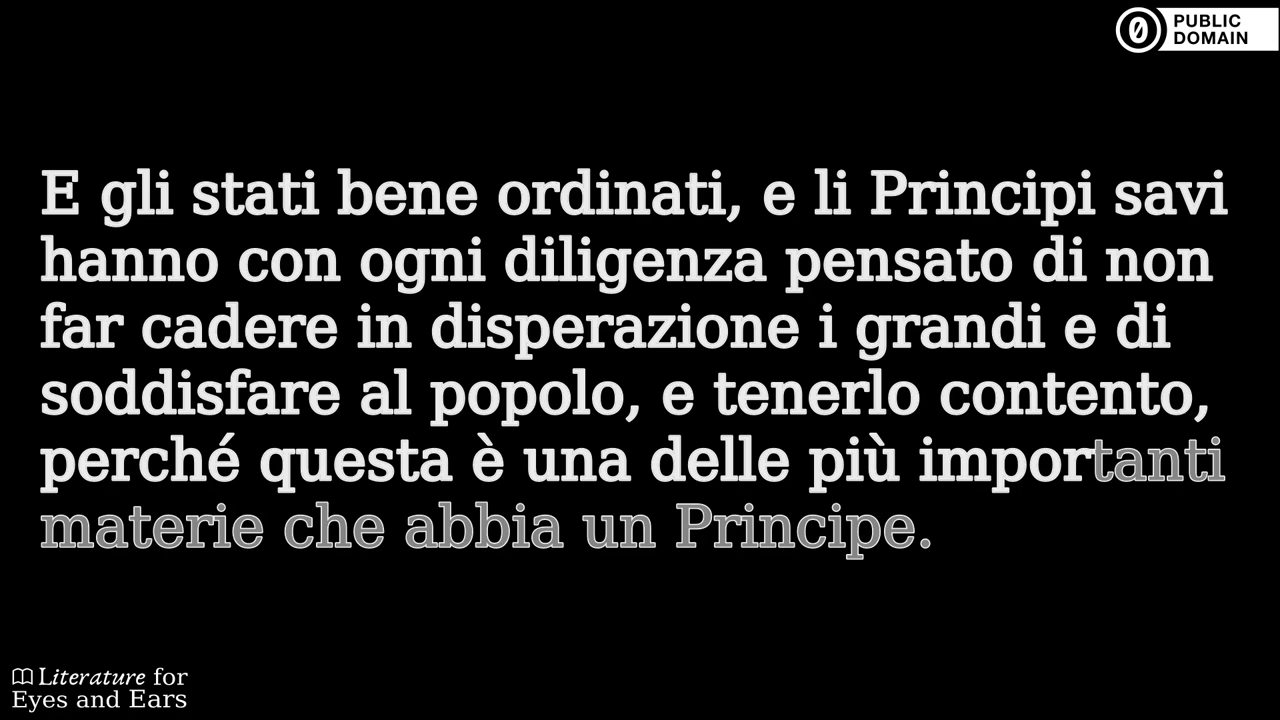 PUBLIC
DOMAIN
E gli stati bene ordinati, e li Principi savi
hanno con ogni diligenza pensato di non
far cadere in disperazione i grandi e di
soddisfare al popolo, e tenerlo contento,
perché questa è una delle più importanti
materie che abbia un Principe.
Literature for
Eyes and Ears